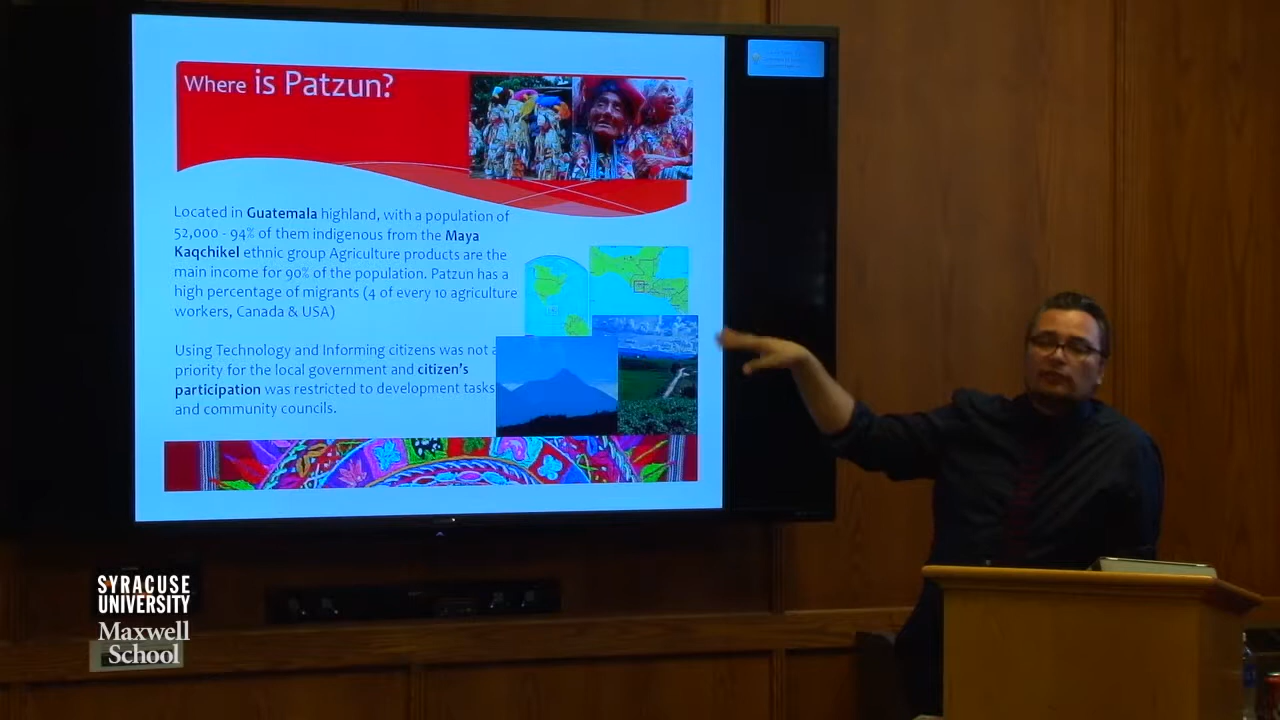 Where is Patzun?
Located in Guatemala highland, with a population of
52,000 - 94% of them indigenous from the Maya
Kaqchikel ethnic group Agriculture products are the
main income for 90% of the population. Patzun has a
high percentage of migrants (4 of every 10 agriculture
workers, Canada & USA)
Using Technology and Informing citizens was not a
priority for the local government and citizen's
participation was restricted to development tasks
and community councils.
SYRACUSE
UNIVERSITY
Maxwell
School